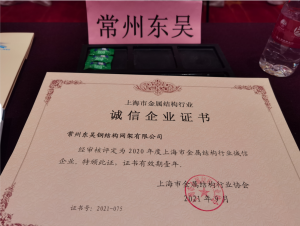 常州东吴
上海市金属结构行业
诚信企业证书
常州东吴钢结构网架有限公司
经审核评定为2020年度上海市金属结构行业诚信
企业,特颁此证。证书有效期壹年。
上海市金属结构行业协会
2021年9月
证书号:2021-075